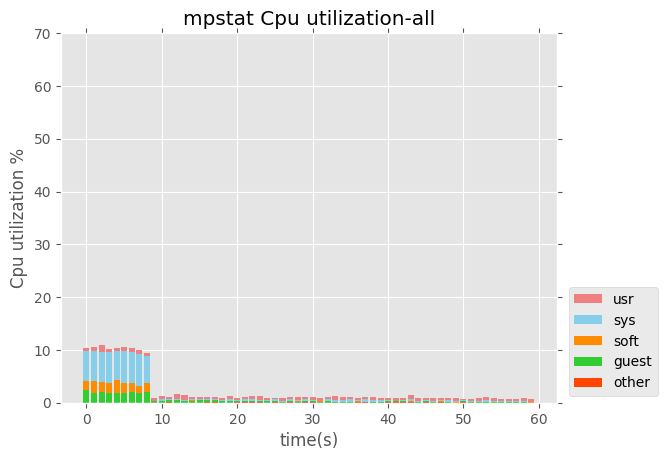 mpstat Cpu utilization-all
70
60
50
40
30
20
10
0
Cpu utilization %
0 10 20 30 40 50 60
time(s)
usr
sys
soft
guest
other